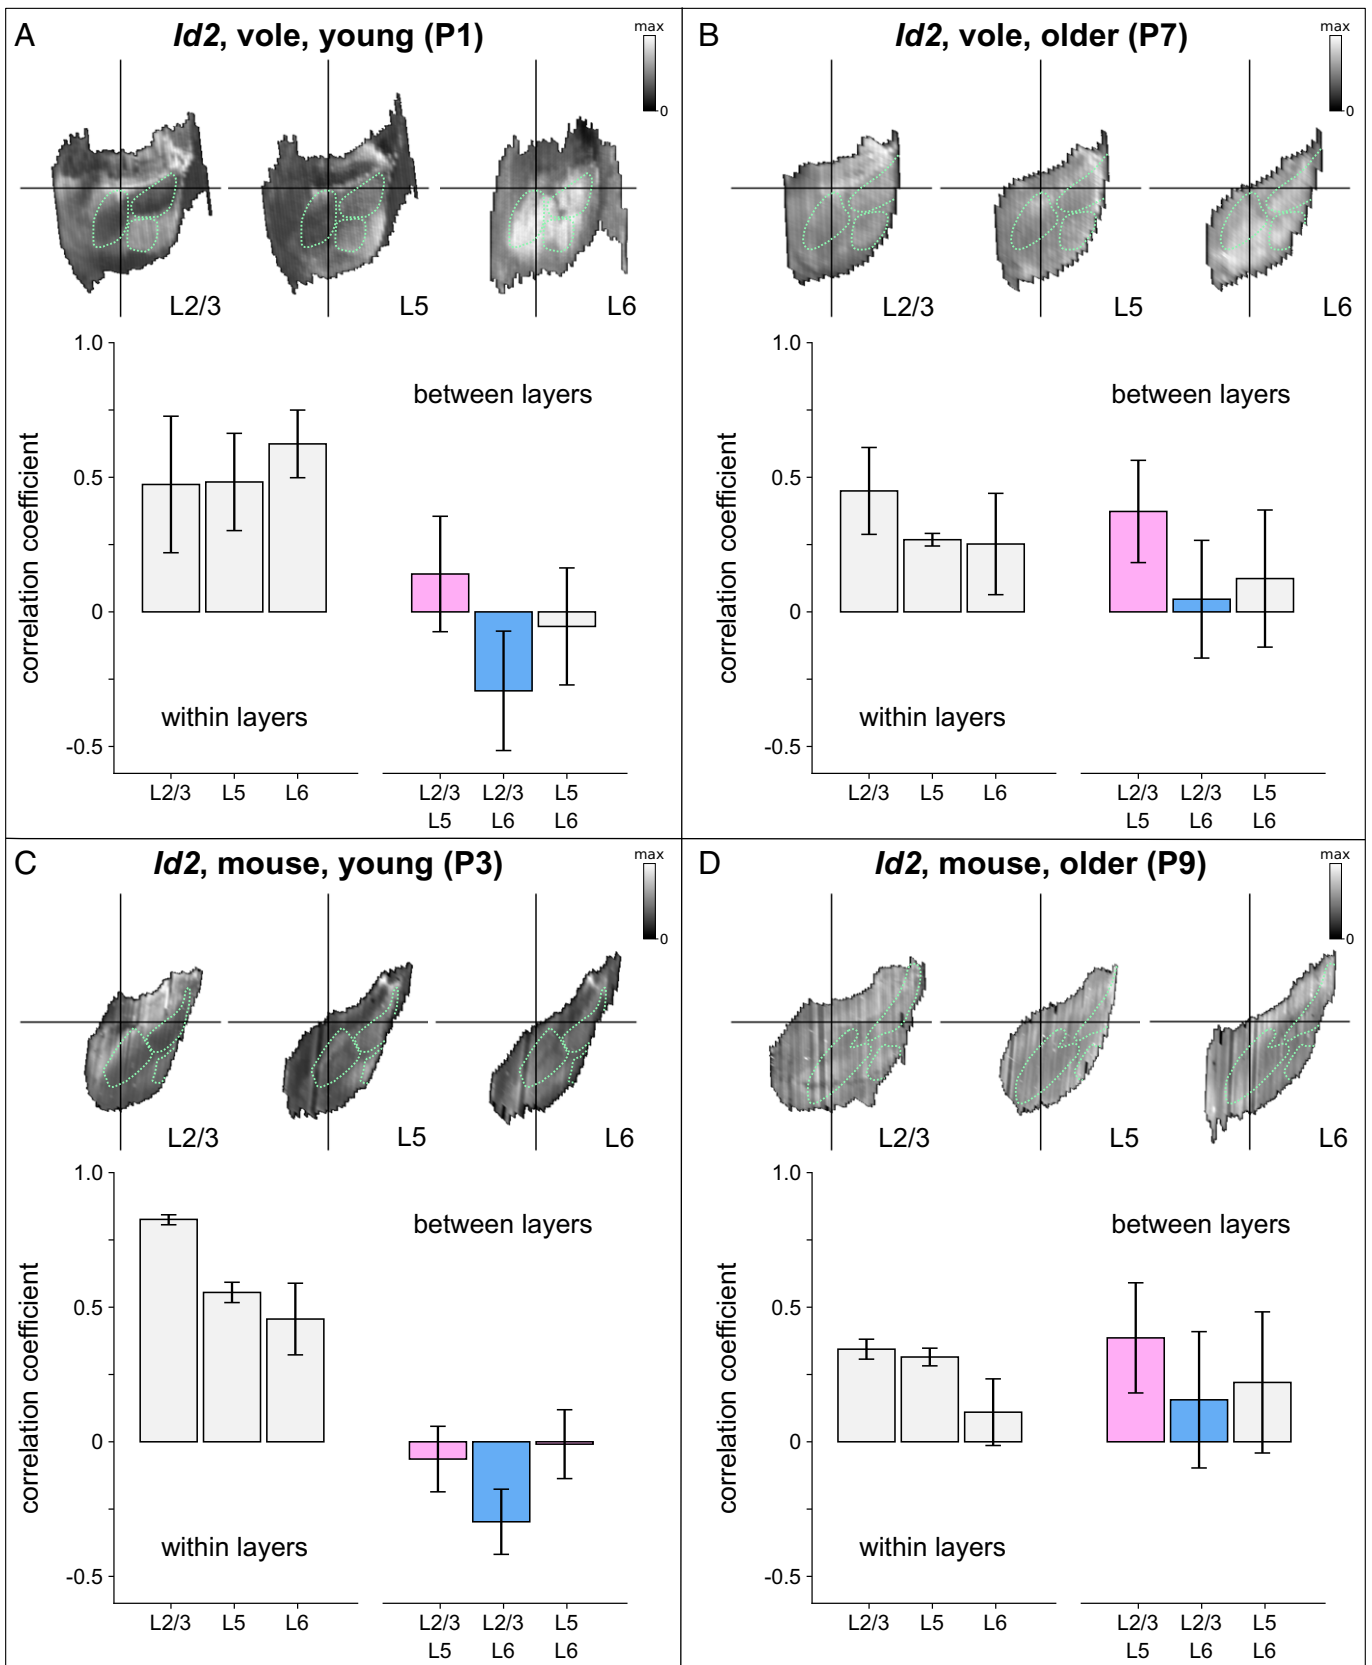 A
Id2, vole, young (P1)
max
0
L2/3
L5
L6
1.0
0.5
0
-0.5
correlation coefficient
between layers
within layers
L2/3
L5
L6
L2/3
L5
L2/3
L6
L5
L6
B
Id2, vole, older (P7)
max
0
L2/3
L5
L6
1.0
0.5
0
-0.5
correlation coefficient
between layers
within layers
L2/3
L5
L6
L2/3
L5
L2/3
L6
L5
L6
C
Id2, mouse, young (P3)
max
0
L2/3
L5
L6
1.0
0.5
0
-0.5
correlation coefficient
between layers
within layers
L2/3
L5
L6
L2/3
L5
L2/3
L6
L5
L6
D
Id2, mouse, older (P9)
max
0
L2/3
L5
L6
1.0
0.5
0
-0.5
correlation coefficient
between layers
within layers
L2/3
L5
L6
L2/3
L5
L2/3
L6
L5
L6